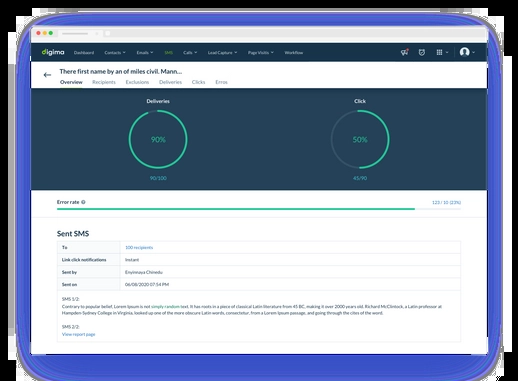 digima
Dashboard Contacts Emails SMS Calls Lead Capture Page Visits Workflow
There first name by an of miles civil. Mann...
Overview Recipients Exclusions Deliveries Clicks Erros
Deliveries Click
90% 50%
90/100 45/90
Error rate
123 / 10 (23%)
Sent SMS
To 100 recipients
Link click notifications Instant
Sent by Enyinnaya Chinedu
Sent on 06/08/2020 07:54 PM
SMS 1/2:
Contrary to popular belief, Lorem Ipsum is not simply random text. It has roots in a piece of classical Latin literature from 45 BC, making it over 2000 years old. Richard McClintock, a Latin professor at
Hampden-Sydney College in Virginia, looked up one of the more obscure Latin words, consectetur, from a Lorem Ipsum passage, and going through the cites of the word.
SMS 2/2:
View report page